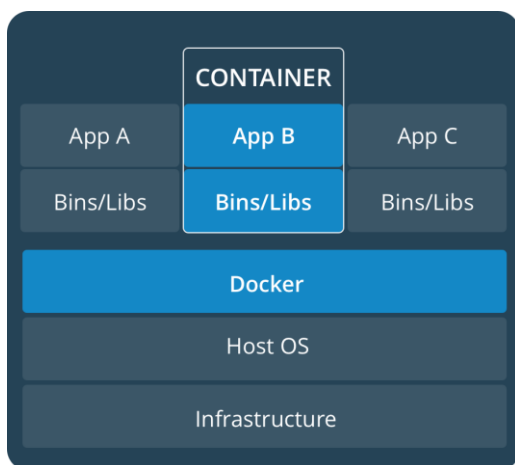 CONTAINER
App A
App B
App C
Bins/Libs
Bins/Libs
Bins/Libs
Docker
Host OS
Infrastructure